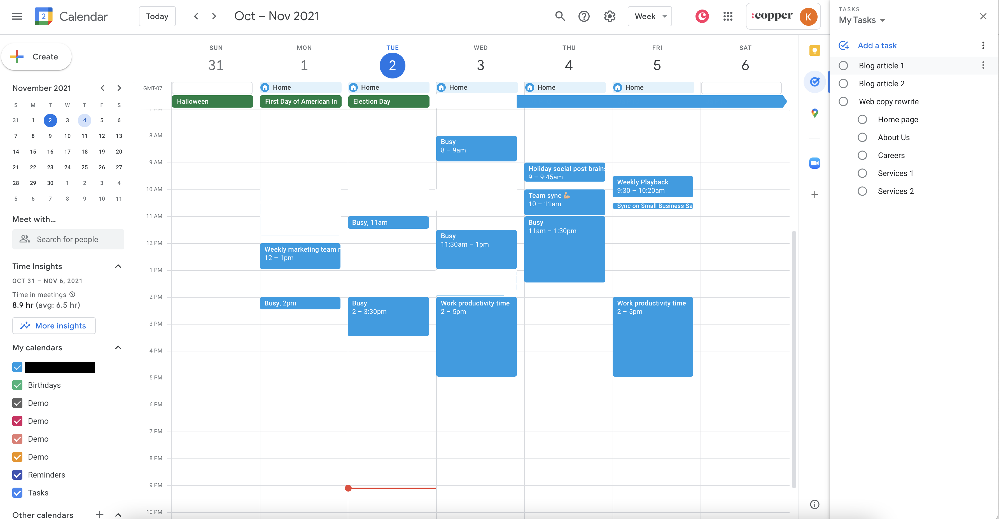 2
Calendar
Today
Oct – Nov 2021
Week
copper
K
TASKS
My Tasks
Create
November 2021
S M T W T F S
31 1 2 3 4 5 6
7 8 9 10 11 12 13
14 15 16 17 18 19 20
21 22 23 24 25 26 27
28 29 30 1 2 3 4
5 6 7 8 9 10 11
Meet with...
Search for people
Time Insights
OCT 31 – NOV 6, 2021
Time in meetings
8.9 hr (avg: 6.5 hr)
More insights
My calendars
Birthdays
Demo
Demo
Demo
Demo
Reminders
Tasks
Other calendars
SUN MON TUE WED THU FRI SAT
31 1 2 3 4 5 6
GMT-07
Home Home Home Home Home
Halloween
First Day of American In
Election Day
8 AM
9 AM
10 AM
11 AM
12 PM
1 PM
2 PM
3 PM
4 PM
5 PM
6 PM
7 PM
8 PM
9 PM
10 PM
Weekly marketing team
12 – 1pm
Busy, 2pm
Busy, 11am
Busy
2 – 3:30pm
Busy
8 – 9am
Busy
11:30am – 1pm
Work productivity time
2 – 5pm
Holiday social post brains
9 – 9:45am
Team sync 💪🏼
10 – 11am
Busy
11am – 1:30pm
Weekly Playback
9:30 – 10:20am
Sync on Small Business Sa
Work productivity time
2 – 5pm
Add a task
Blog article 1
Blog article 2
Web copy rewrite
Home page
About Us
Careers
Services 1
Services 2